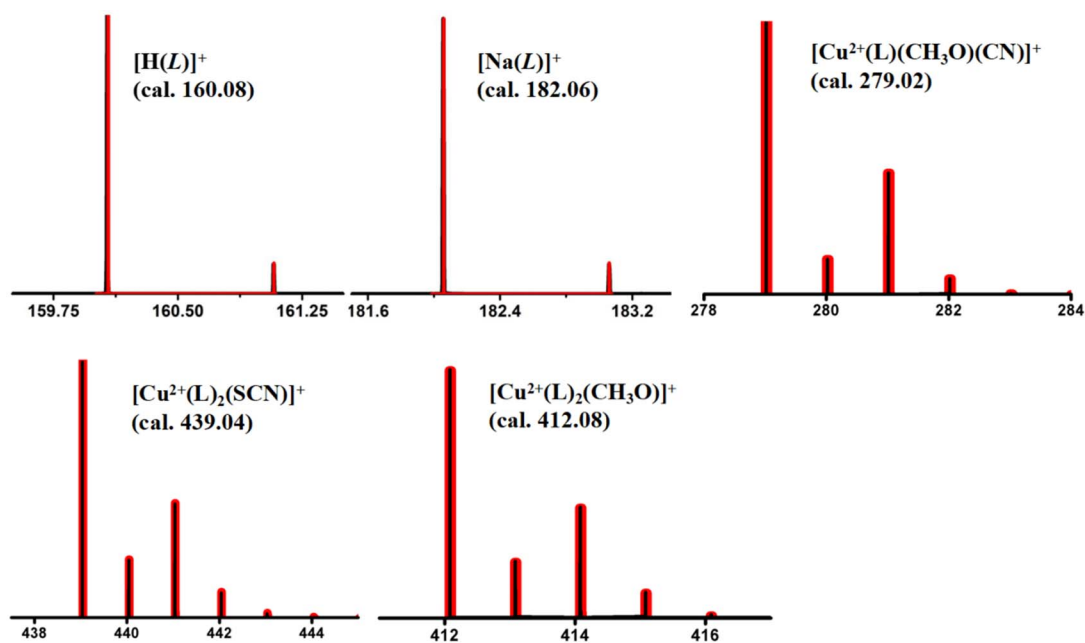 [H(L)]⁺
(cal. 160.08)
159.75 160.50 161.25
[Na(L)]⁺
(cal. 182.06)
181.6 182.4 183.2
[Cu²⁺(L)(CH₃O)(CN)]⁺
(cal. 279.02)
278 280 282 284
[Cu²⁺(L)₂(SCN)]⁺
(cal. 439.04)
438 440 442 444
[Cu²⁺(L)₂(CH₃O)]⁺
(cal. 412.08)
412 414 416